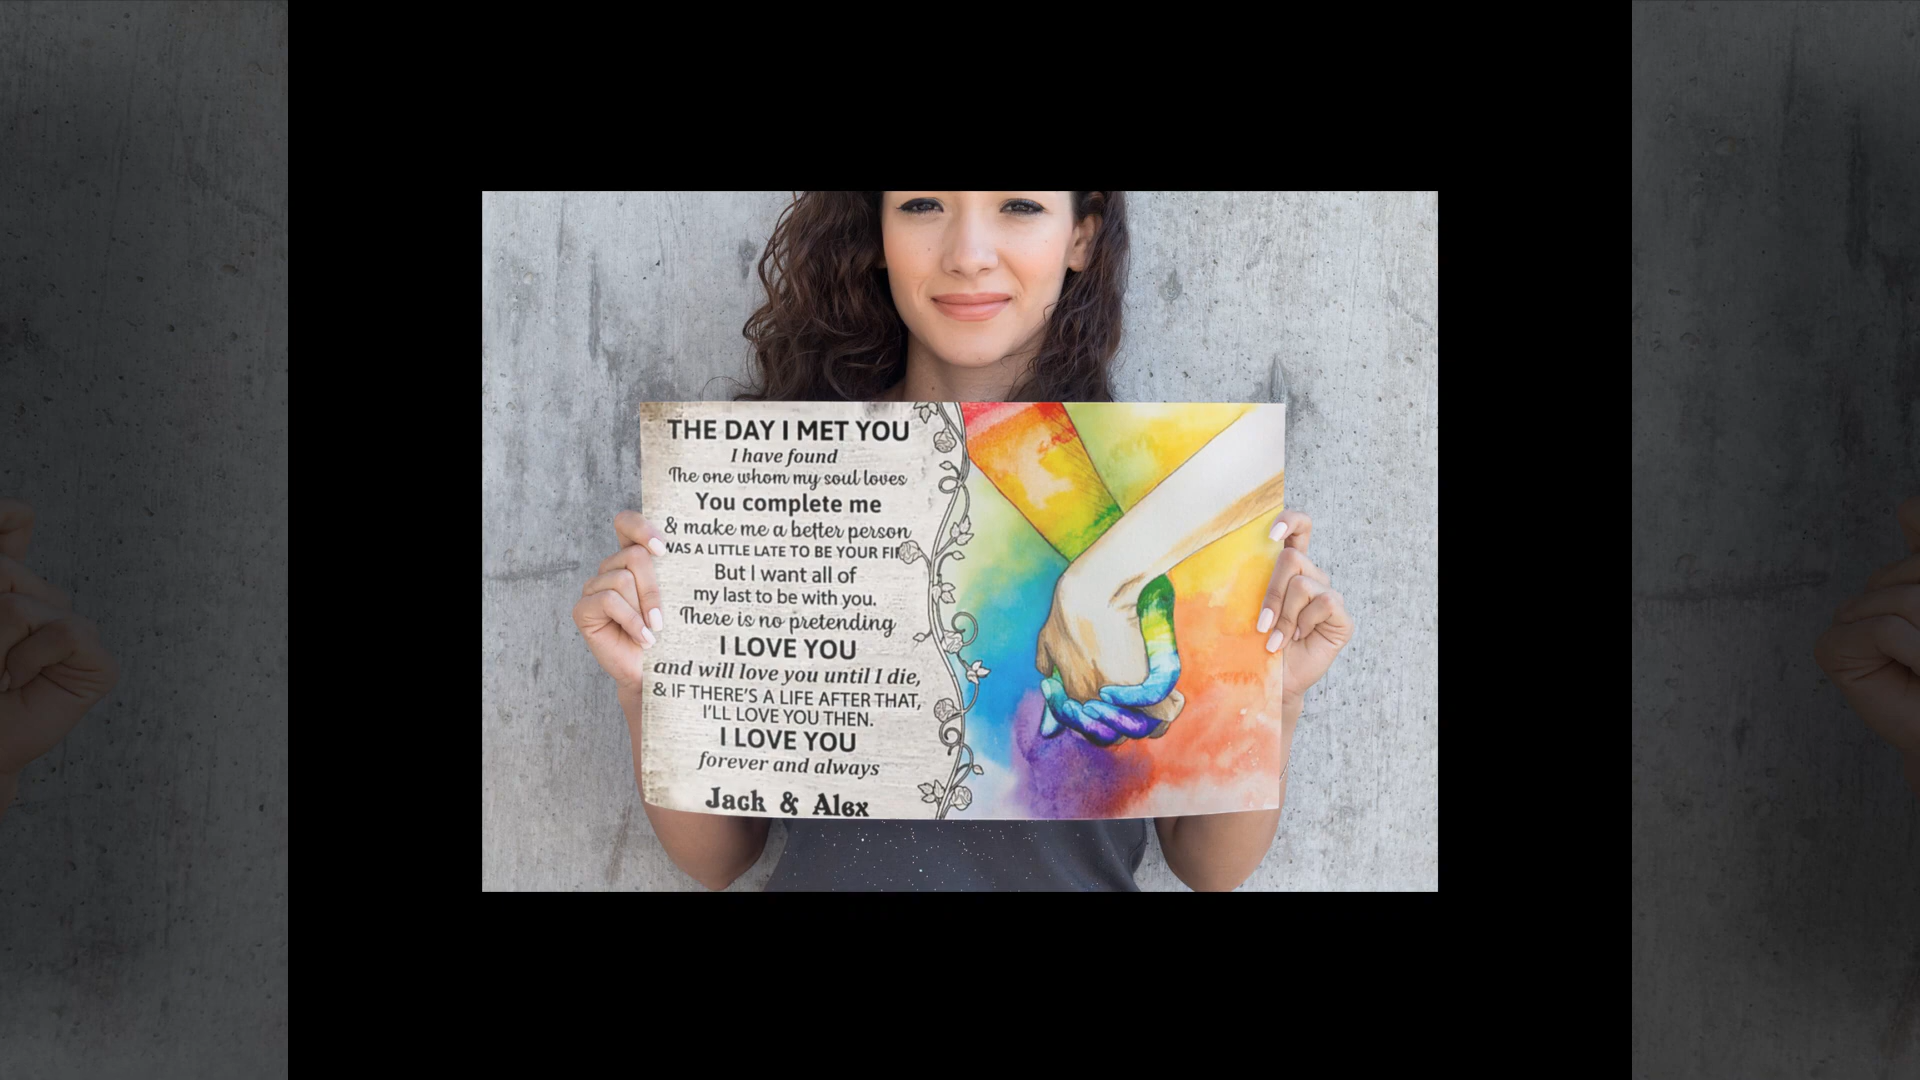 THE DAY I MET YOU
I have found
The one whom my soul loves
You complete me
& make me a better person
WAS A LITTLE LATE TO BE YOUR
But I want all of
my last to be with you.
There is no pretending
I LOVE YOU
and will love you until I die,
& IF THERE'S A LIFE AFTER THAT,
I'LL LOVE YOU THEN.
I LOVE YOU
forever and always
Jack & Alex